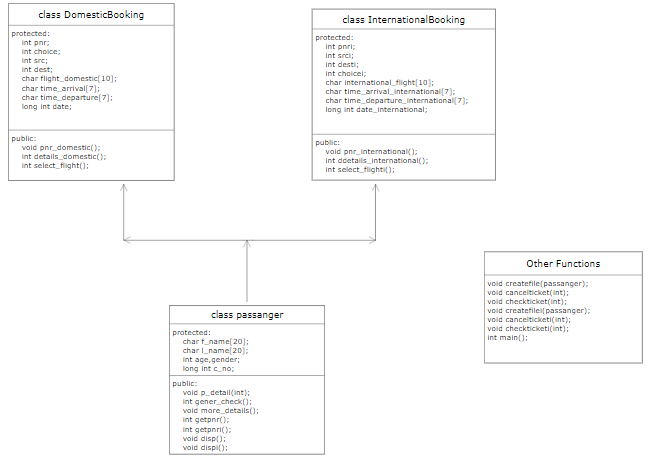 class DomesticBooking
protected:
int pnr;
int choice;
int src;
int dest;
char flight_domestic[10];
char time_arrival[7];
char time_departure[7];
long int date;
public:
void pnr_domestic();
int details_domestic();
int select_flight();
class InternationalBooking
protected:
int pnri;
int srci;
int desti;
int choicei;
char international_flight[10];
char time_arrival_international[7];
char time_departure_international[7];
long int date_international;
public:
void pnr_international();
int ddetails_international();
int select_flighti();
class passanger
protected:
char f_name[20];
char l_name[20];
int age,gender;
long int c_no;
public:
void p_detail(int);
int gener_check();
void more_details();
int getpnr();
int getpnri();
void disp();
void dispi();
Other Functions
void createfile(passanger);
void cancelticket(int);
void checkticket(int);
void createfilei(passanger);
void cancelticketi(int);
void checkticketi(int);
int main();